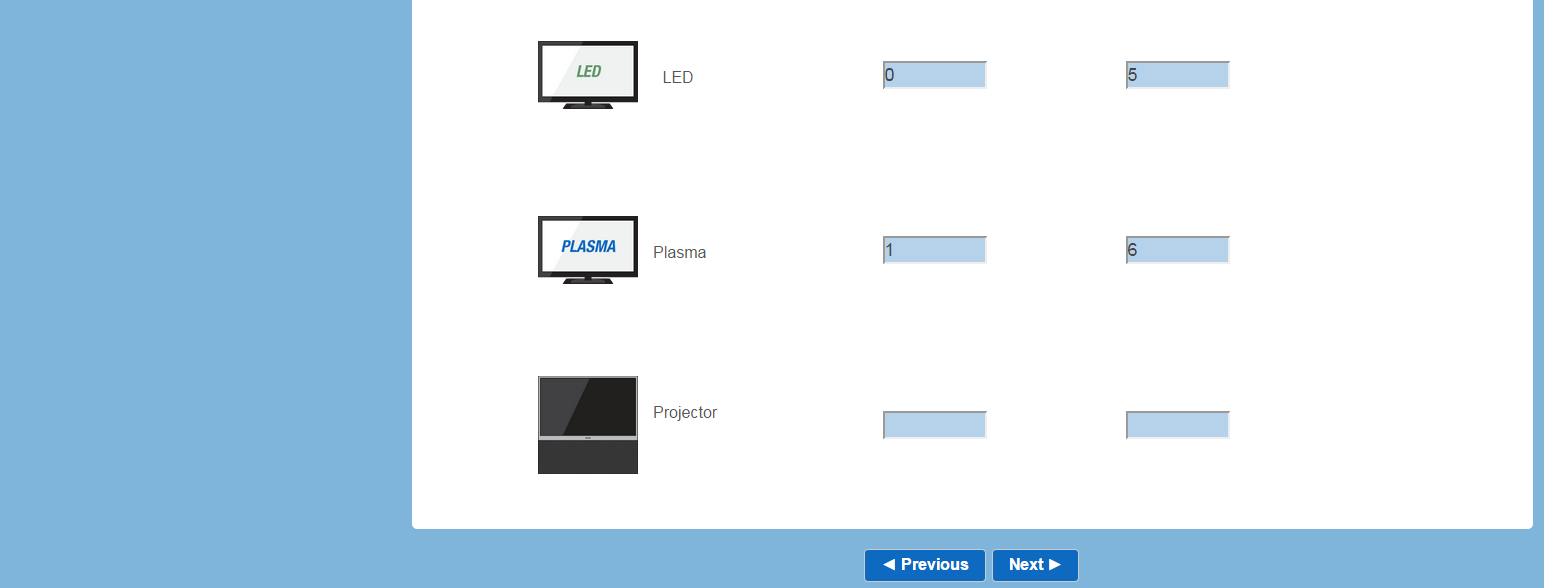 LED
LED
0
5
PLASMA
Plasma
1
6
Projector
◄ Previous
Next ►